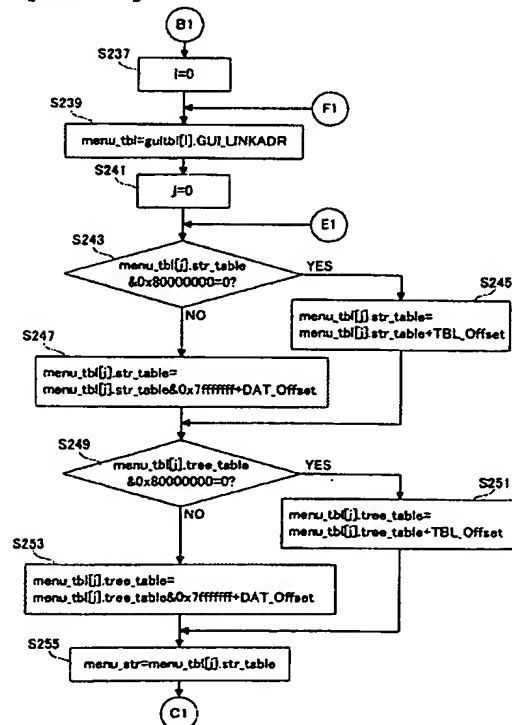 B1
S237
i=0
F1
S239
menu_tbl=guitbl[i].GUI_LINKADR
S241
j=0
E1
S243
menu_tbl[j].str_table
&0x80000000=0?
YES
NO
S245
menu_tbl[j].str_table=
menu_tbl[j].str_table+TBL_Offset
S247
menu_tbl[j].str_table=
menu_tbl[j].str_table&0x7fffffff+DAT_Offset
S249
menu_tbl[j].tree_table
&0x80000000=0?
YES
NO
S251
menu_tbl[j].tree_table=
menu_tbl[j].tree_table+TBL_Offset
S253
menu_tbl[j].tree_table=
menu_tbl[j].tree_table&0x7fffffff+DAT_Offset
S255
menu_str=menu_tbl[j].str_table
C1